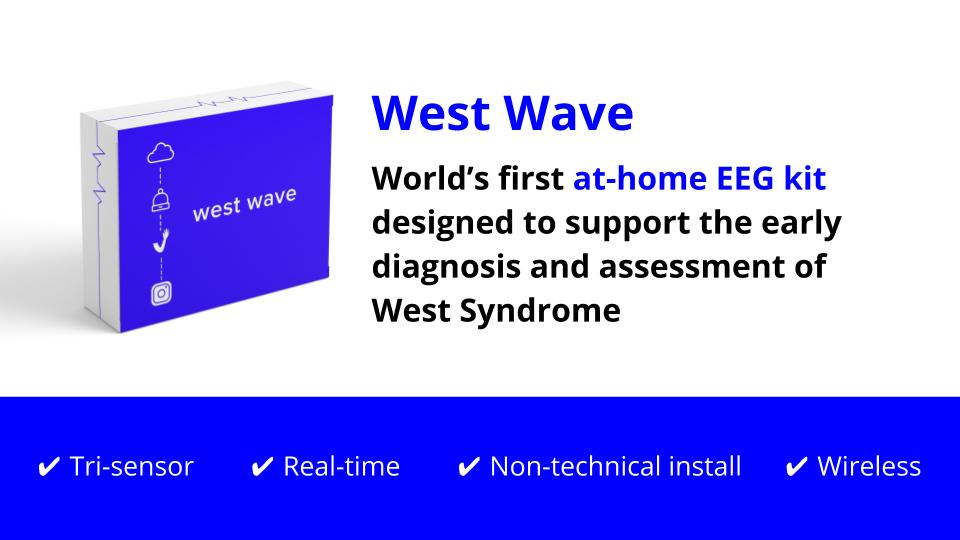 west wave
West Wave
World’s first at-home EEG kit
designed to support the early
diagnosis and assessment of
West Syndrome
✔ Tri-sensor
✔ Real-time
✔ Non-technical install
✔ Wireless